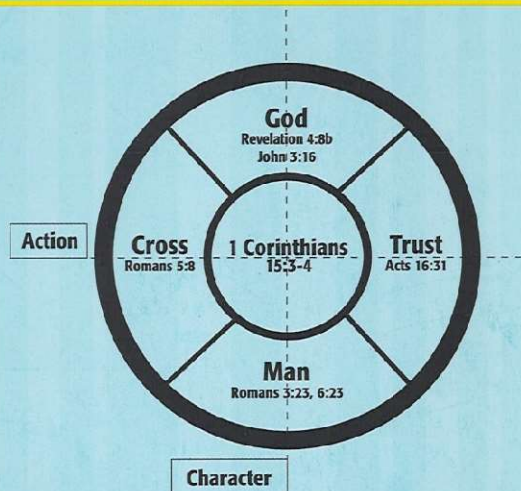 God
Revelation 4:8b
John 3:16
Action
Cross
Romans 5:8
1 Corinthians
15:3-4
Trust
Acts 16:31
Man
Romans 3:23, 6:23
Character